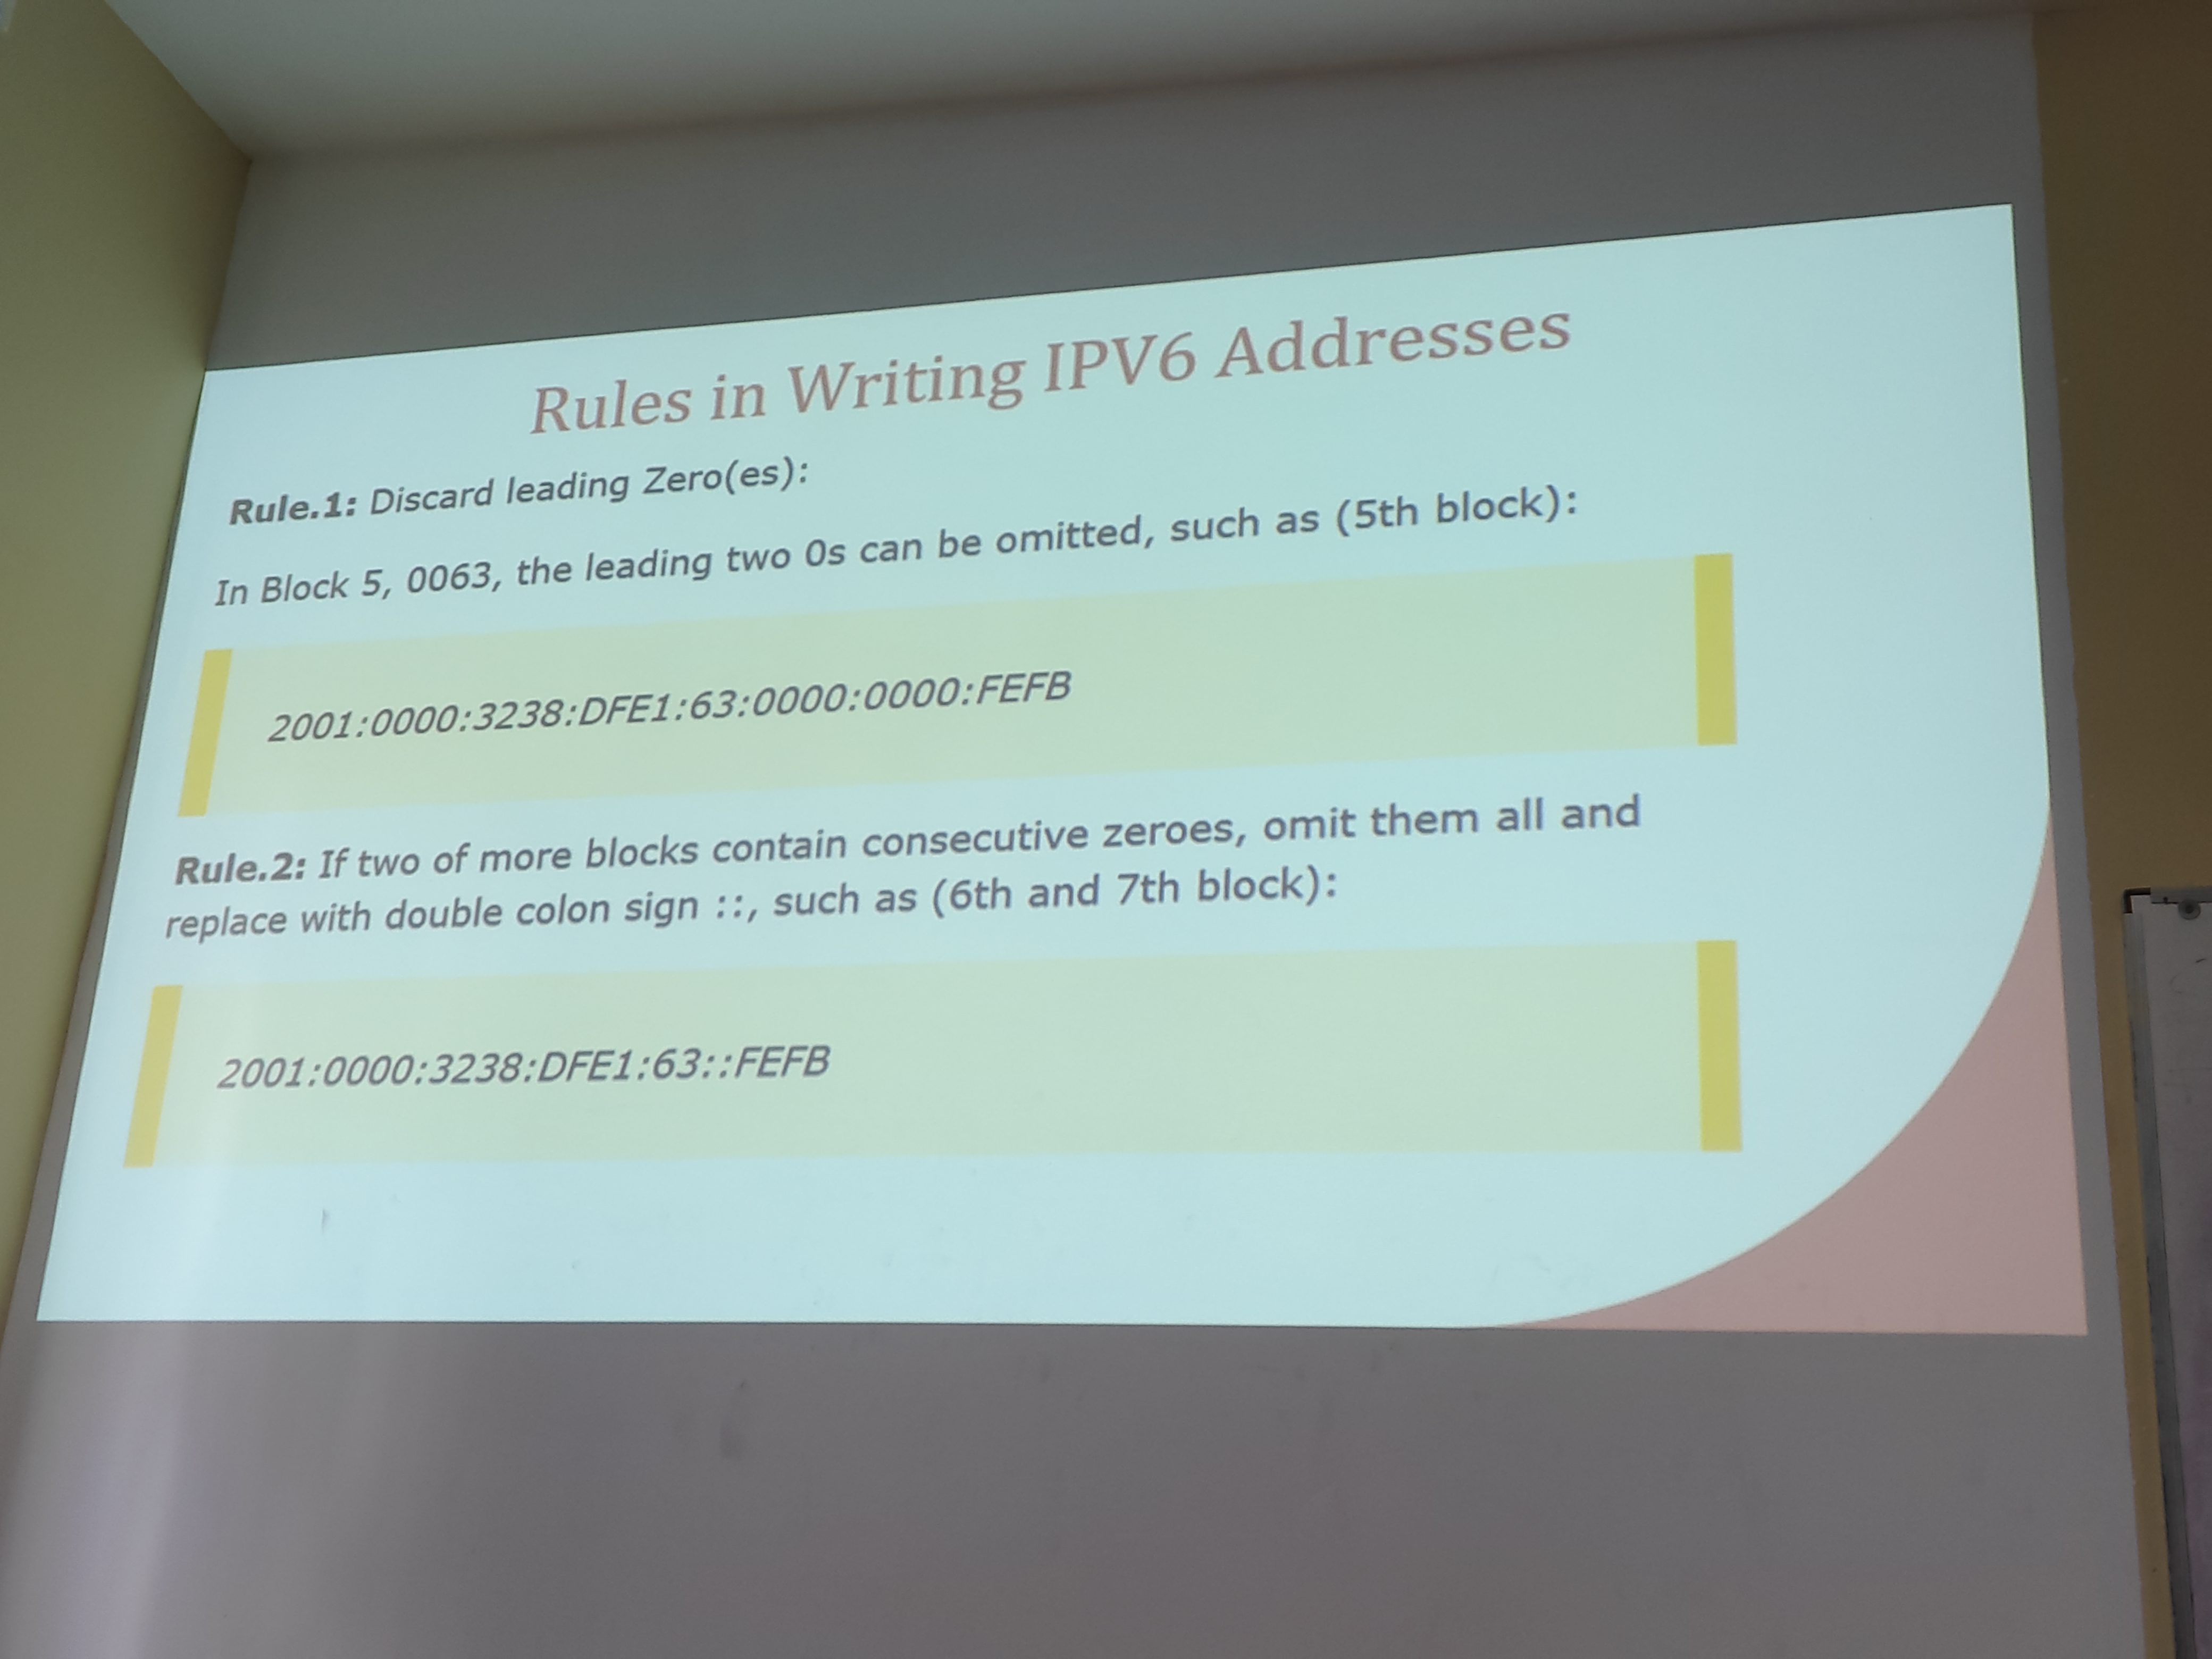 Rules in Writing IPV6 Addresses
Rule.1: Discard leading Zero(es):
In Block 5, 0063, the leading two 0s can be omitted, such as (5th block):
2001:0000:3238:DFE1:63:0000:0000:FEFB
Rule.2: If two of more blocks contain consecutive zeroes, omit them all and
replace with double colon sign ::, such as (6th and 7th block):
2001:0000:3238:DFE1:63::FEFB